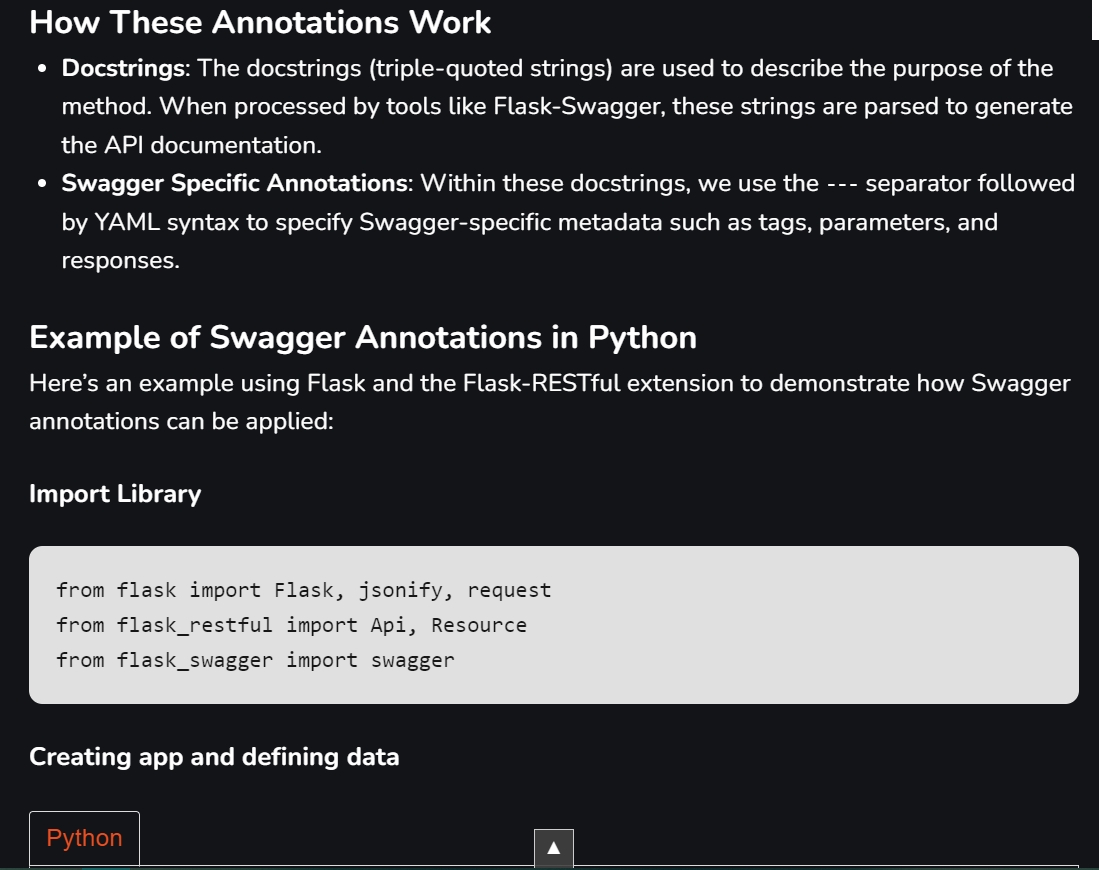 How These Annotations Work
• Docstrings: The docstrings (triple-quoted strings) are used to describe the purpose of the
method. When processed by tools like Flask-Swagger, these strings are parsed to generate
the API documentation.
• Swagger Specific Annotations: Within these docstrings, we use the --- separator followed
by YAML syntax to specify Swagger-specific metadata such as tags, parameters, and
responses.
Example of Swagger Annotations in Python
Here’s an example using Flask and the Flask-RESTful extension to demonstrate how Swagger
annotations can be applied:
Import Library
from flask import Flask, jsonify, request
from flask_restful import Api, Resource
from flask_swagger import swagger
Creating app and defining data
Python